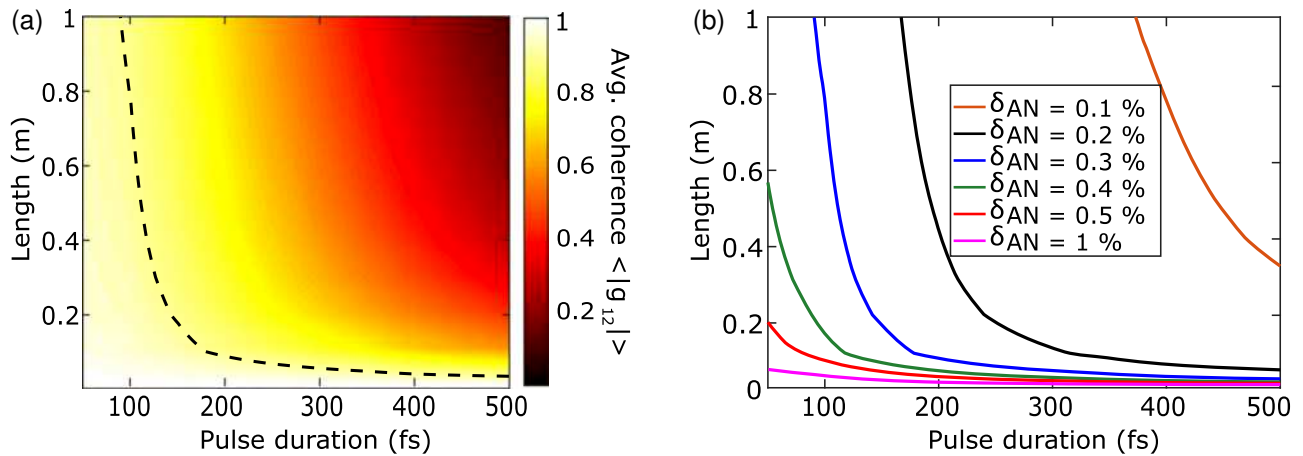 (a)
1
0.8
0.6
0.4
0.2
Length (m)
100 200 300 400 500
Pulse duration (fs)
1
0.8
0.6
0.4
0.2
Avg. coherence <|g12|>
(b)
1
0.8
0.6
0.4
0.2
0
Length (m)
δAN = 0.1 %
δAN = 0.2 %
δAN = 0.3 %
δAN = 0.4 %
δAN = 0.5 %
δAN = 1 %
100 200 300 400 500
Pulse duration (fs)